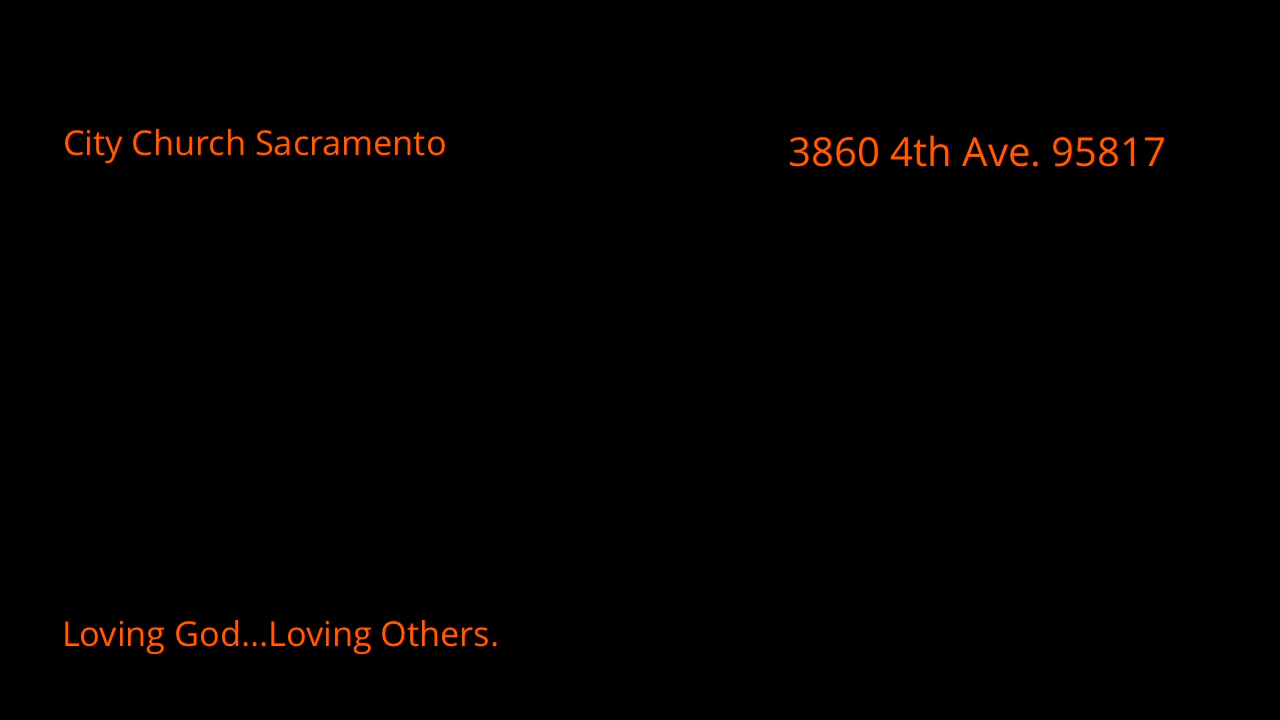 City Church Sacramento
3860 4th Ave. 95817
Loving God...Loving Others.